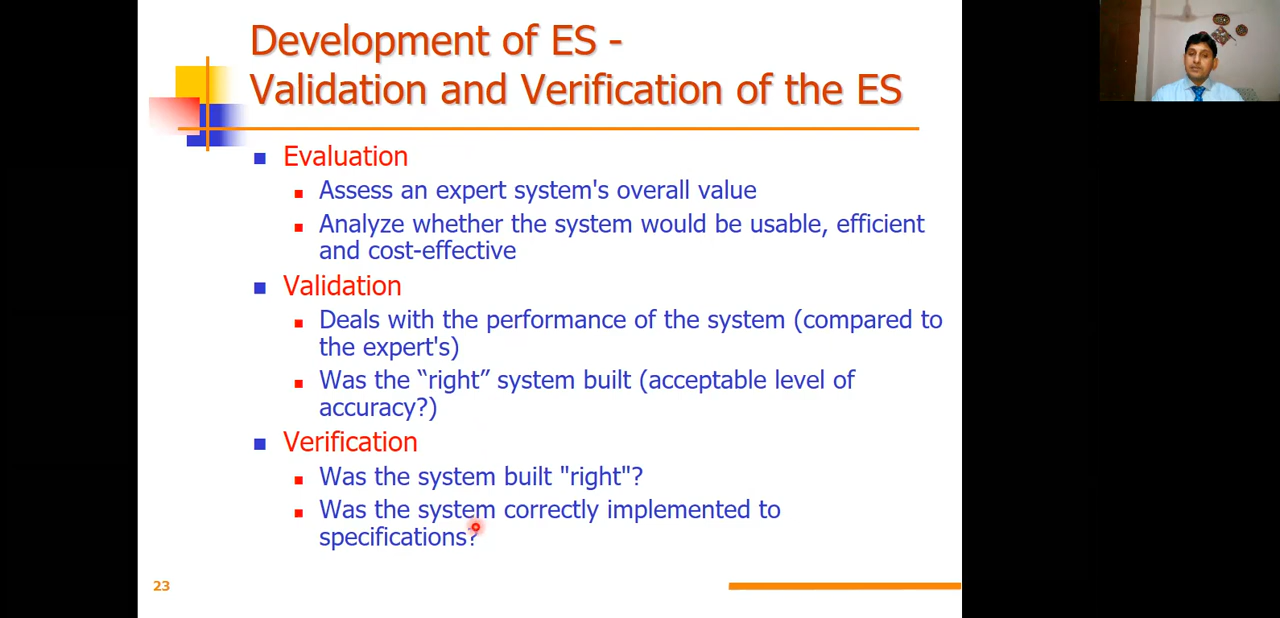 Development of ES -
Validation and Verification of the ES
Evaluation
Assess an expert system's overall value
Analyze whether the system would be usable, efficient
and cost-effective
Validation
Deals with the performance of the system (compared to
the expert's)
Was the “right” system built (acceptable level of
accuracy?)
Verification
Was the system built "right"?
Was the system correctly implemented to
specifications?
23